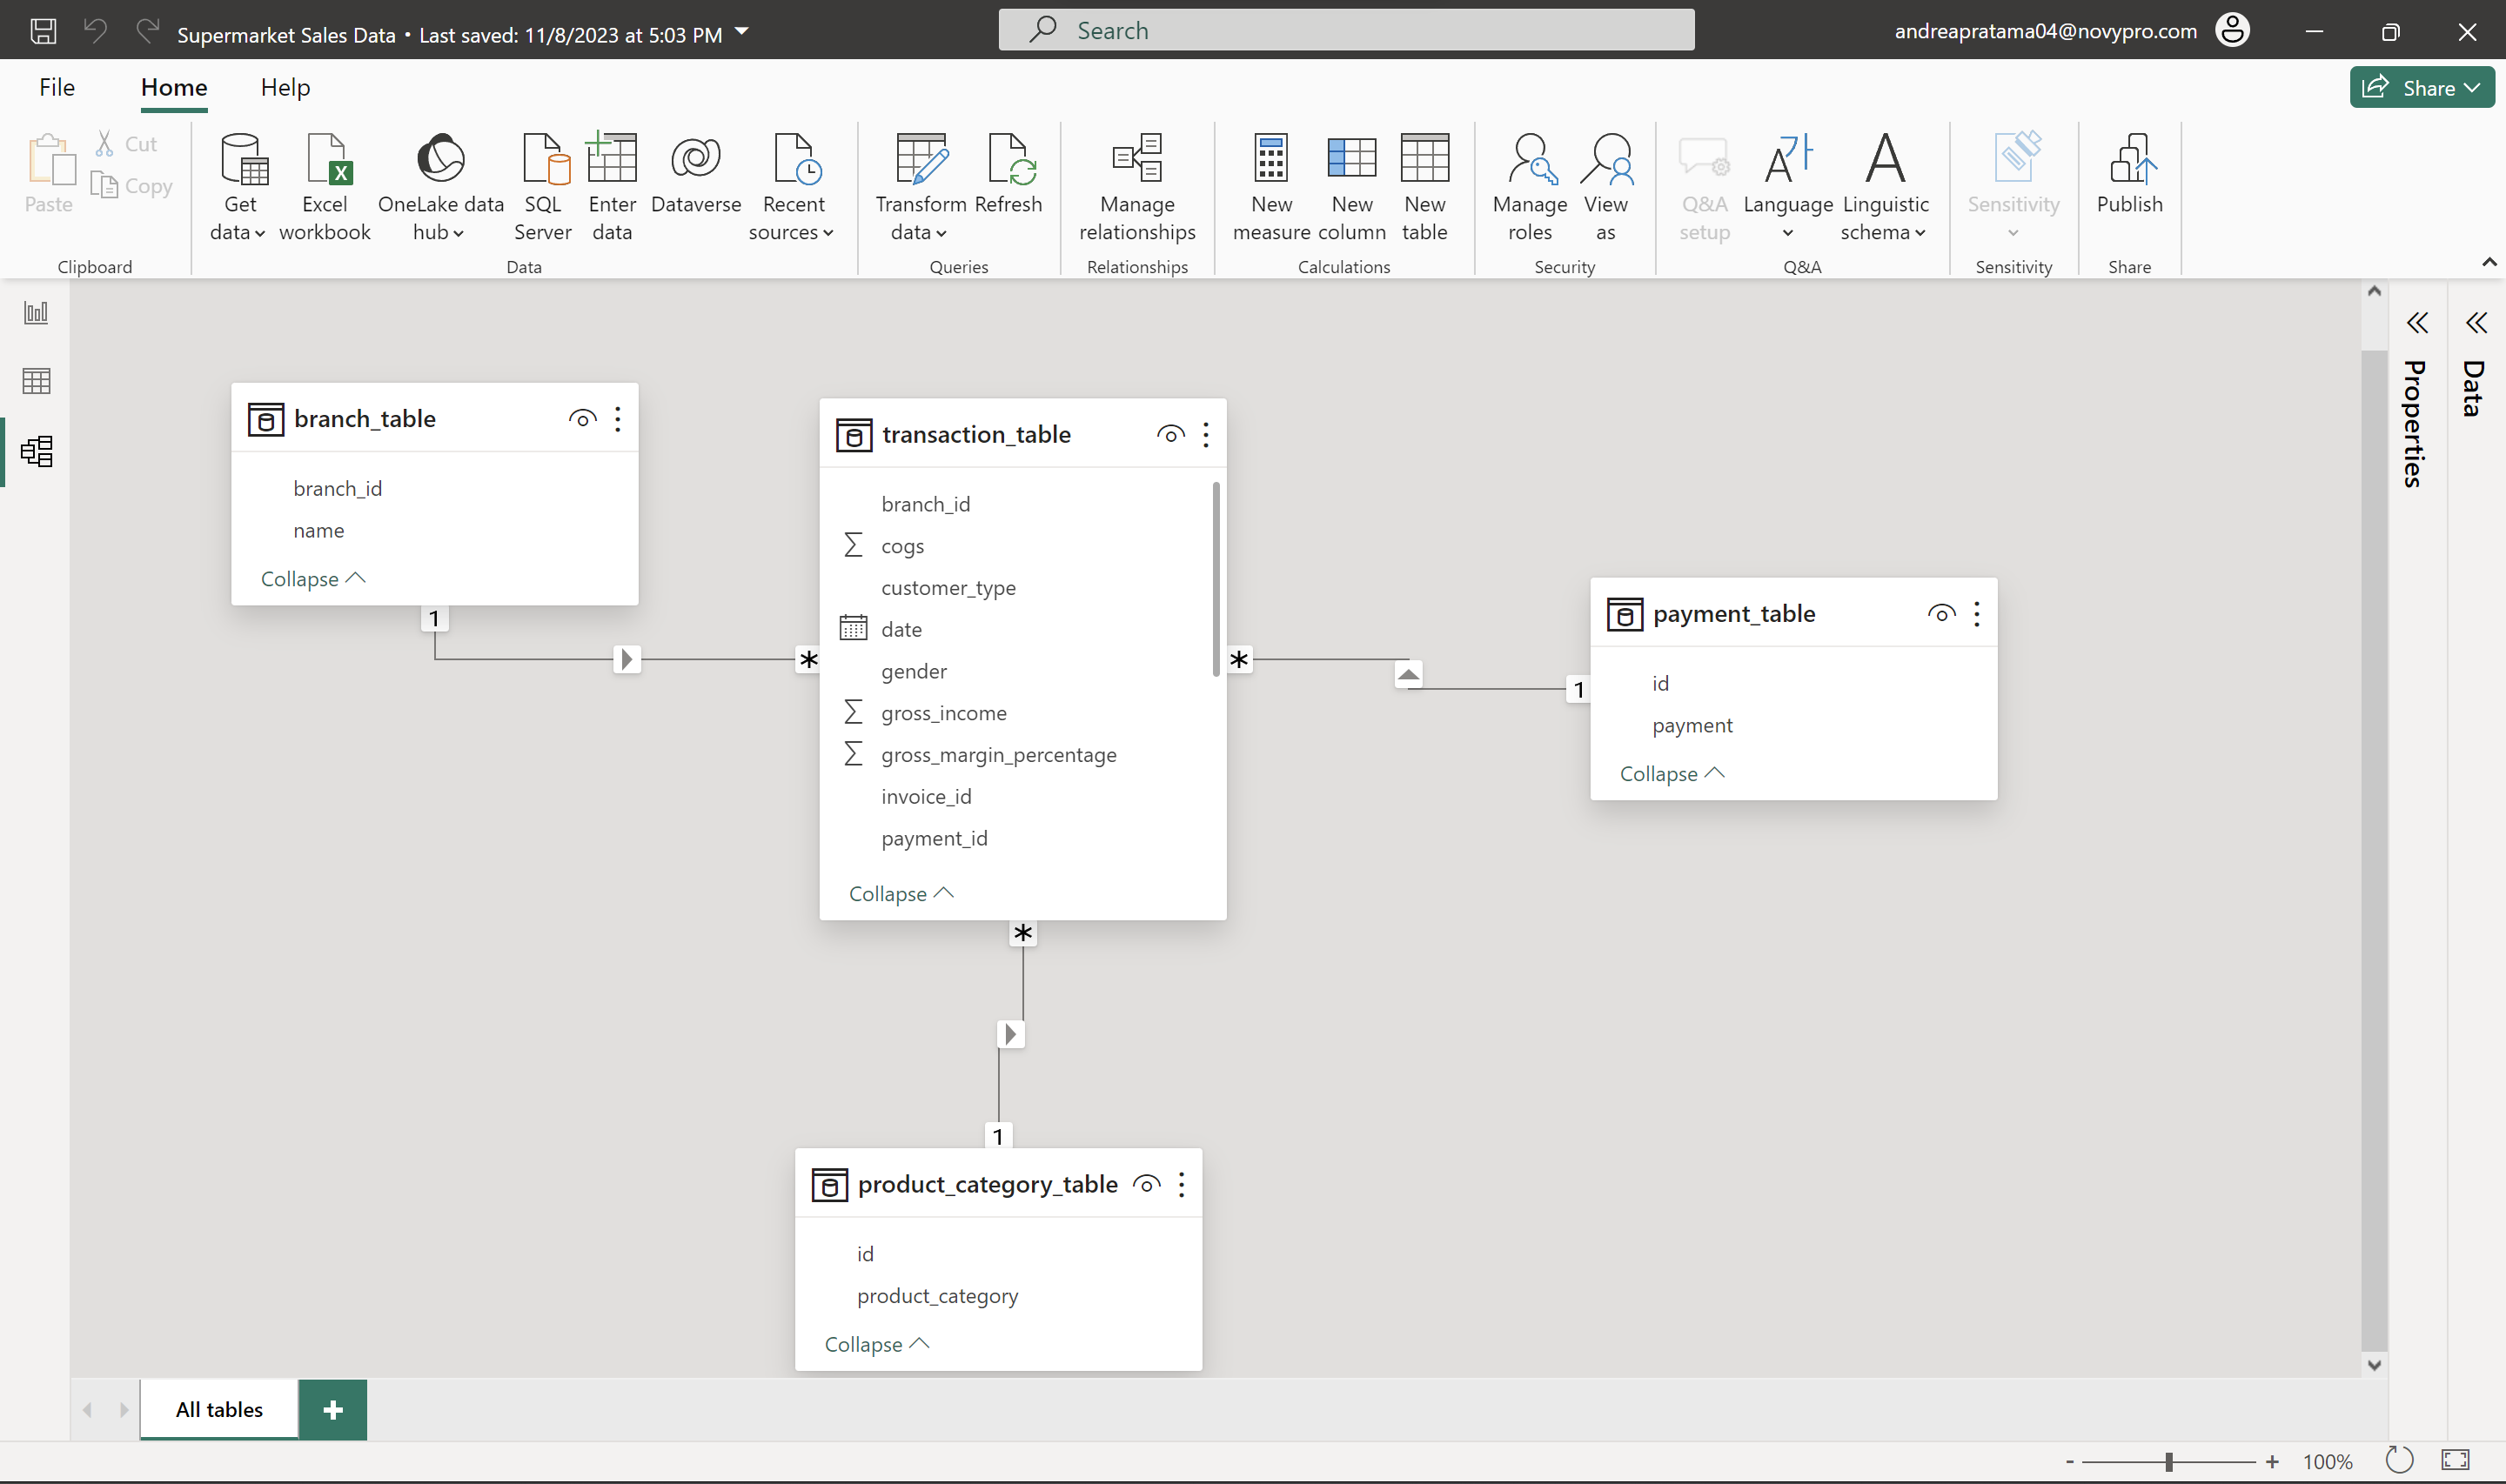 Supermarket Sales Data • Last saved: 11/8/2023 at 5:03 PM
Search
andreapratama04@novypro.com
File
Home
Help
Share
Paste
Cut
Copy
Clipboard
Get data
Excel workbook
OneLake data hub
SQL Server
Enter data
Dataverse
Recent sources
Data
Transform data
Refresh
Queries
Manage relationships
Relationships
New measure
New column
New table
Calculations
Manage roles
View as
Security
Q&A setup
Language
Linguistic schema
Q&A
Sensitivity
Sensitivity
Publish
Share
branch_table
branch_id
name
Collapse
1
*
transaction_table
branch_id
cogs
customer_type
date
gender
gross_income
gross_margin_percentage
invoice_id
payment_id
Collapse
*
1
payment_table
id
payment
Collapse
*
1
product_category_table
id
product_category
Collapse
Properties
Data
All tables
+
-
+
100%